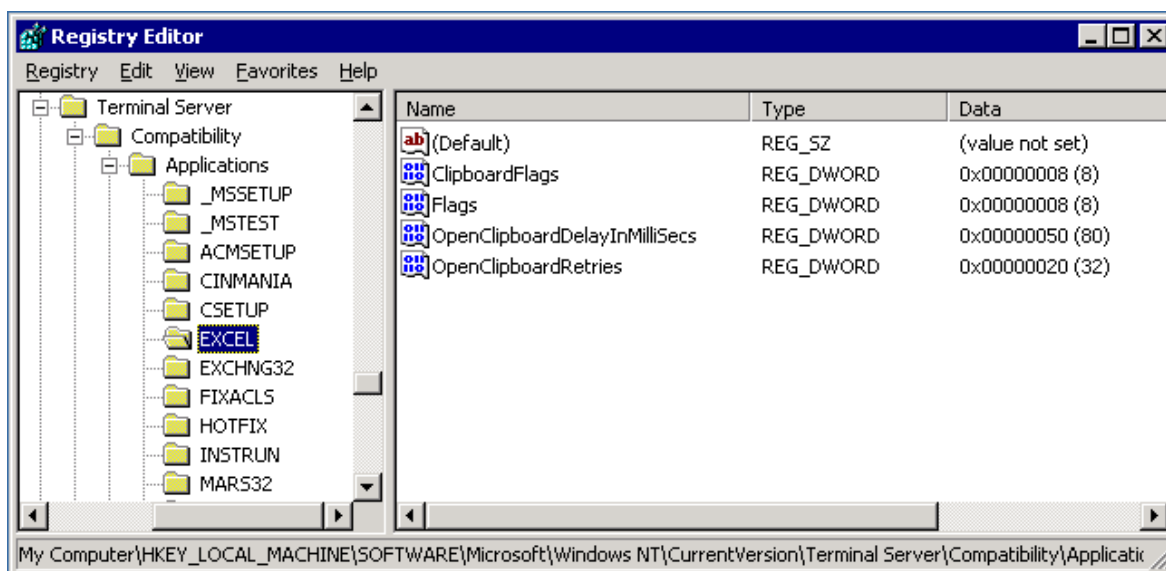 Registry Editor
Registry Edit View Favorites Help
Terminal Server
Compatibility
Applications
_MSSETUP
_MSTEST
ACMSETUP
CINMANIA
CSETUP
EXCEL
EXCHNG32
FIXACLS
HOTFIX
INSTRUN
MARS32
Name Type Data
(Default) REG_SZ (value not set)
ClipboardFlags REG_DWORD 0x00000008 (8)
Flags REG_DWORD 0x00000008 (8)
OpenClipboardDelayInMilliSecs REG_DWORD 0x00000050 (80)
OpenClipboardRetries REG_DWORD 0x00000020 (32)
My Computer\HKEY_LOCAL_MACHINE\SOFTWARE\Microsoft\Windows NT\CurrentVersion\Terminal Server\Compatibility\Applicatic